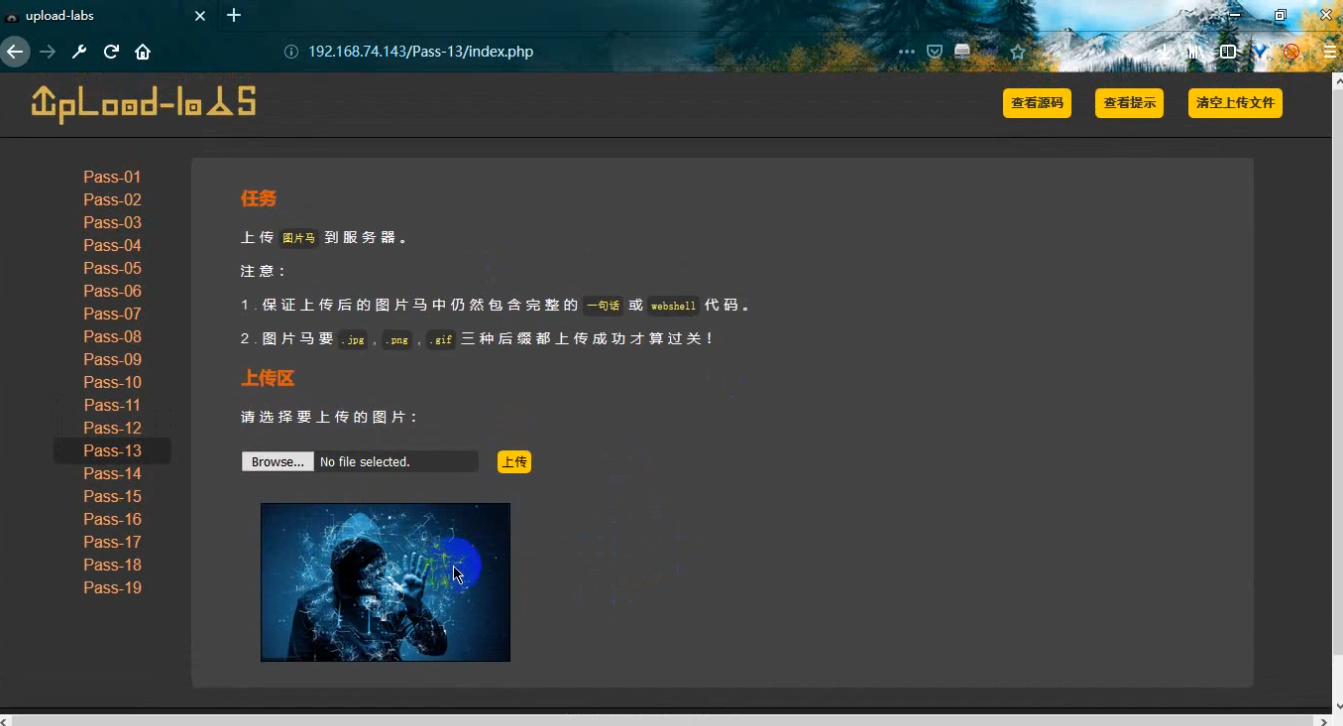 upload-labs
192.168.74.143/Pass-13/index.php
UpLoad-labs
查看源码
查看提示
清空上传文件
Pass-01
Pass-02
Pass-03
Pass-04
Pass-05
Pass-06
Pass-07
Pass-08
Pass-09
Pass-10
Pass-11
Pass-12
Pass-13
Pass-14
Pass-15
Pass-16
Pass-17
Pass-18
Pass-19
任务
上传 图片马 到服务器。
注意：
1.保证上传后的图片马中仍然包含完整的 一句话 或 webshell 代码。
2.图片马要 .jpg , .png , .gif 三种后缀都上传成功才算过关！
上传区
请选择要上传的图片：
Browse... No file selected. 上传